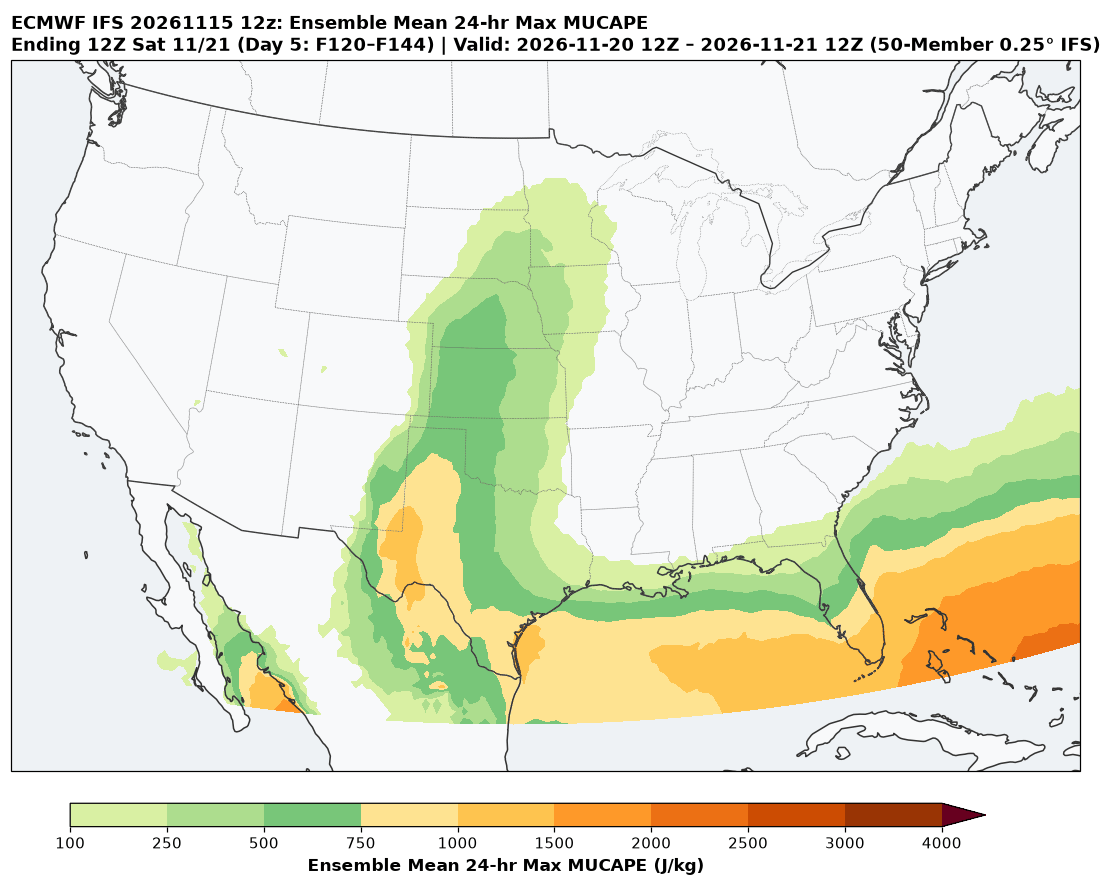 ECMWF IFS 20261115 12z: Ensemble Mean 24-hr Max MUCAPE
Ending 12Z Sat 11/21 (Day 5: F120–F144) | Valid: 2026-11-20 12Z – 2026-11-21 12Z (50-Member 0.25° IFS)
100 250 500 750 1000 1500 2000 2500 3000 4000
Ensemble Mean 24-hr Max MUCAPE (J/kg)